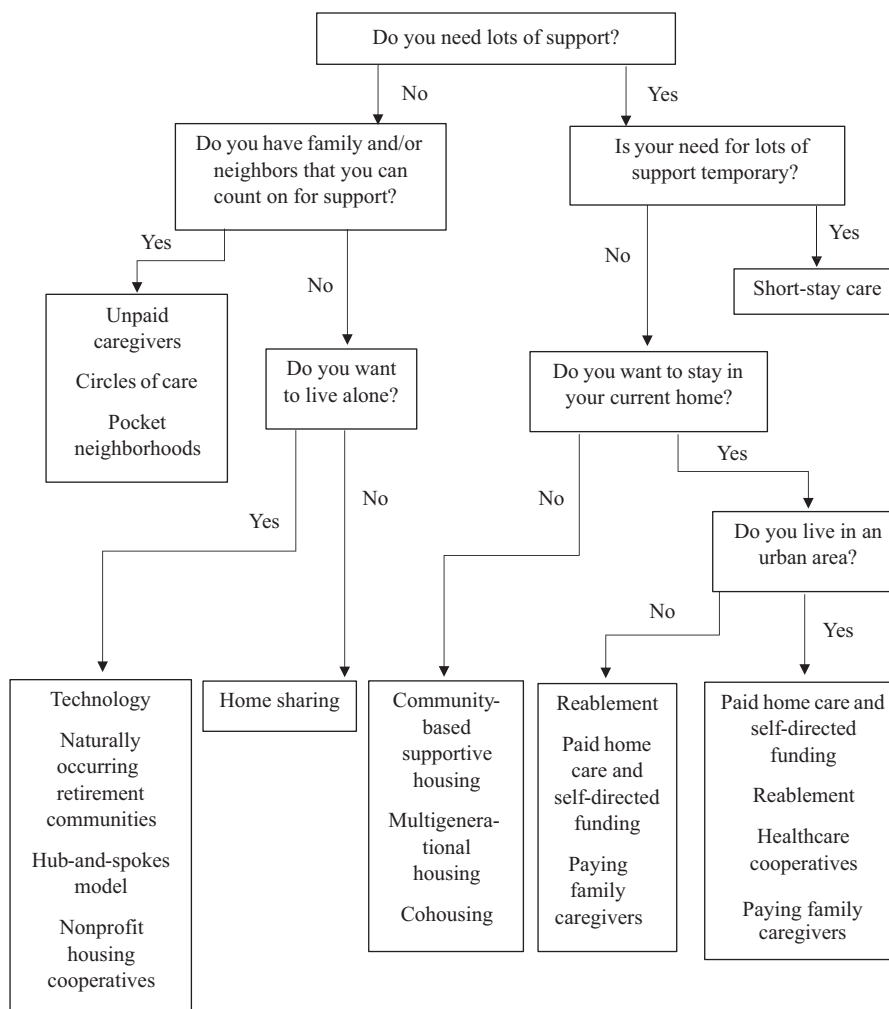 Do you need lots of support?
No
Yes
Do you have family and/or
neighbors that you can
count on for support?
Is your need for lots of
support temporary?
Yes
No
No
Yes
Unpaid
caregivers
Circles of care
Pocket
neighborhoods
Short-stay care
Do you want
to live alone?
Do you want to stay in
your current home?
Yes
No
No
Yes
Do you live in an
urban area?
No
Yes
Technology
Naturally
occurring
retirement
communities
Hub-and-spokes
model
Nonprofit
housing
cooperatives
Home sharing
Community-
based
supportive
housing
Multigenera-
tional
housing
Cohousing
Reablement
Paid home
care and
self-directed
funding
Paying
family
caregivers
Paid home care and
self-directed
funding
Reablement
Healthcare
cooperatives
Paying family
caregivers